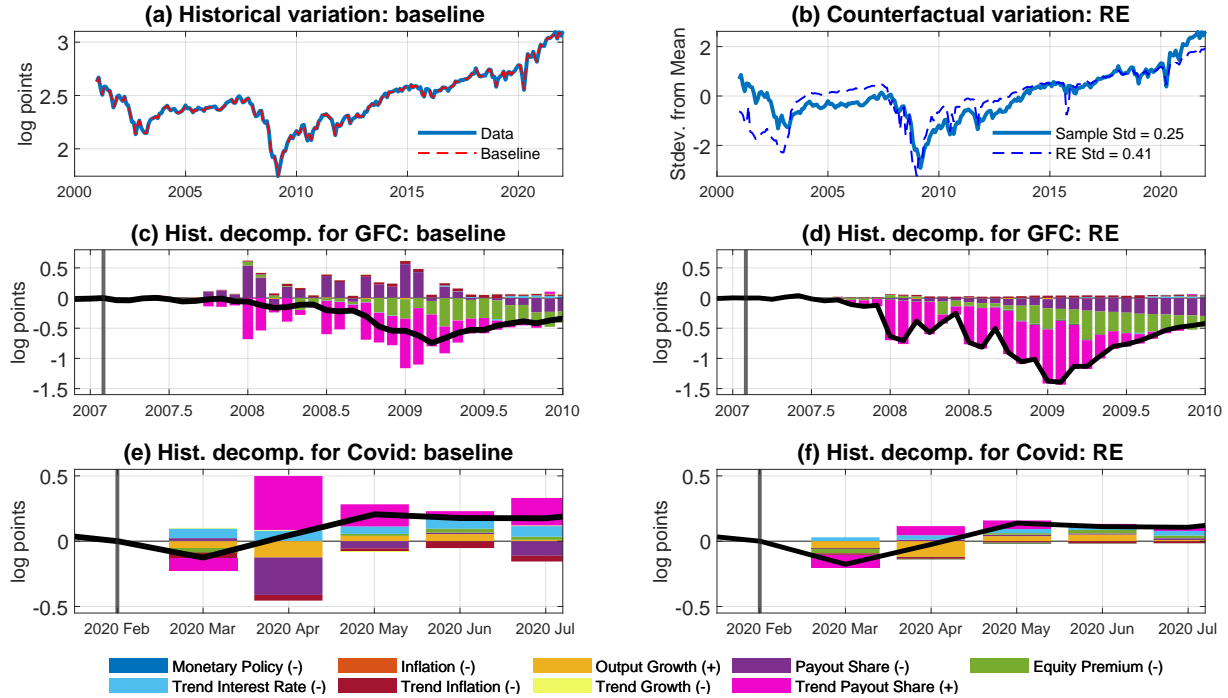 (a) Historical variation: baseline
3
2.5
2
log points
Data
Baseline
2000 2005 2010 2015 2020
(b) Counterfactual variation: RE
2
0
-2
Stdev. from Mean
Sample Std = 0.25
RE Std = 0.41
2000 2005 2010 2015 2020
(c) Hist. decomp. for GFC: baseline
0.5
0
-0.5
-1
-1.5
log points
2007 2007.5 2008 2008.5 2009 2009.5 2010
(d) Hist. decomp. for GFC: RE
0.5
0
-0.5
-1
-1.5
log points
2007 2007.5 2008 2008.5 2009 2009.5 2010
(e) Hist. decomp. for Covid: baseline
0.5
0
-0.5
log points
2020 Feb 2020 Mar 2020 Apr 2020 May 2020 Jun 2020 Jul
(f) Hist. decomp. for Covid: RE
0.5
0
-0.5
log points
2020 Feb 2020 Mar 2020 Apr 2020 May 2020 Jun 2020 Jul
Monetary Policy (-) Inflation (-) Output Growth (+) Payout Share (-) Equity Premium (-)
Trend Interest Rate (-) Trend Inflation (-) Trend Growth (-) Trend Payout Share (+)